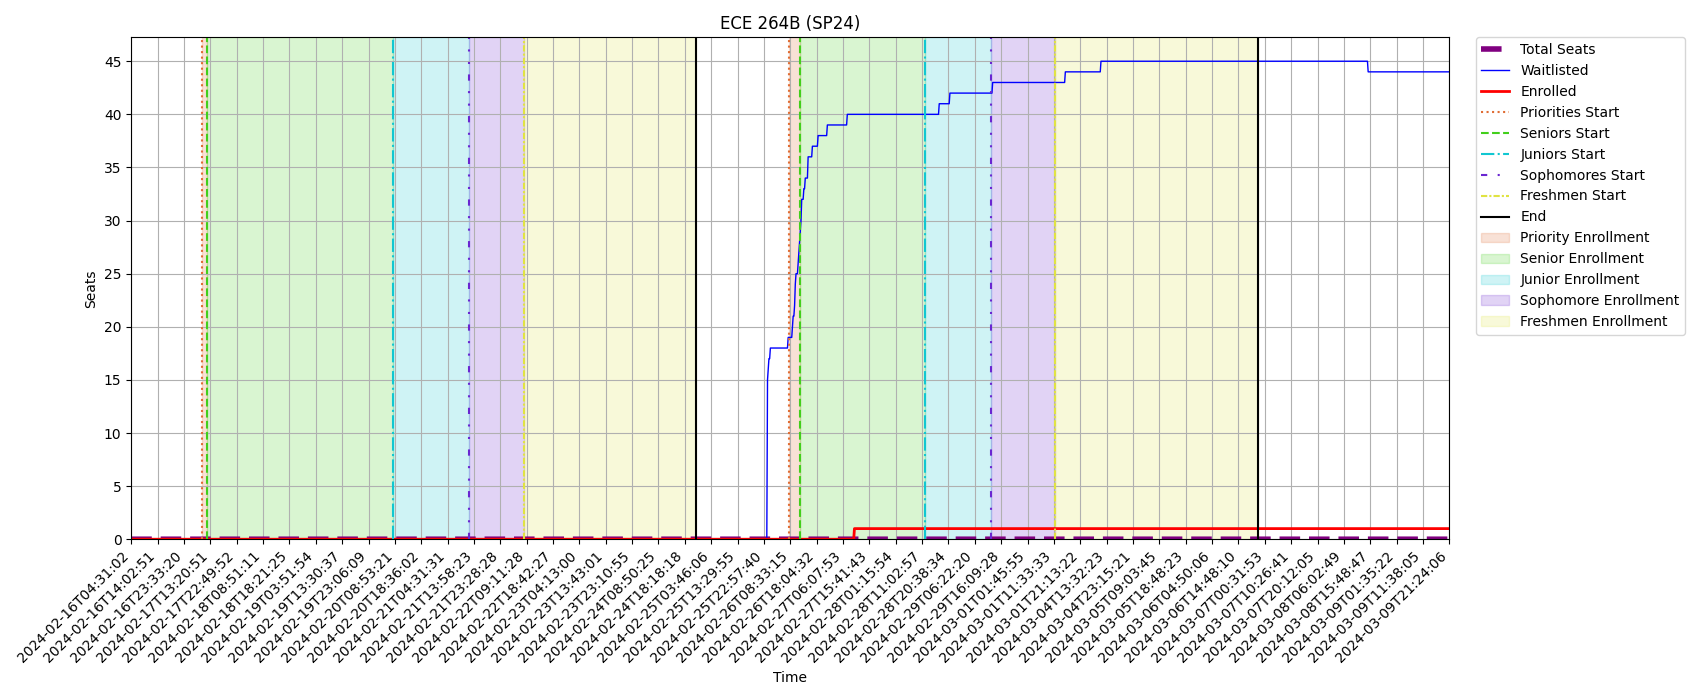 ECE 264B (SP24)
45
40
35
30
25
20
15
10
5
0
Seats
2024-02-16T04:31:02
2024-02-16T14:02:51
2024-02-16T23:33:20
2024-02-17T13:20:51
2024-02-17T22:49:52
2024-02-18T08:51:11
2024-02-18T18:21:25
2024-02-19T03:51:54
2024-02-19T13:30:37
2024-02-19T23:06:09
2024-02-20T08:53:21
2024-02-20T18:36:02
2024-02-21T04:31:31
2024-02-21T13:58:23
2024-02-21T23:28:28
2024-02-22T09:11:28
2024-02-22T18:42:27
2024-02-23T04:13:00
2024-02-23T13:43:01
2024-02-23T23:10:55
2024-02-24T08:50:25
2024-02-24T18:18:18
2024-02-25T03:46:06
2024-02-25T13:29:55
2024-02-25T22:57:40
2024-02-26T08:33:15
2024-02-26T18:04:32
2024-02-27T06:07:53
2024-02-27T15:41:43
2024-02-28T01:15:54
2024-02-28T11:02:57
2024-02-28T20:38:34
2024-02-29T06:22:20
2024-02-29T16:09:28
2024-03-01T01:45:55
2024-03-01T11:33:33
2024-03-01T21:13:22
2024-03-04T13:32:23
2024-03-04T23:15:21
2024-03-05T09:03:45
2024-03-05T18:48:23
2024-03-06T04:50:06
2024-03-06T14:48:10
2024-03-07T00:31:53
2024-03-07T10:26:41
2024-03-07T20:12:05
2024-03-08T06:02:49
2024-03-08T15:48:47
2024-03-09T01:35:22
2024-03-09T11:38:05
2024-03-09T21:24:06
Time
Total Seats
Waitlisted
Enrolled
Priorities Start
Seniors Start
Juniors Start
Sophomores Start
Freshmen Start
End
Priority Enrollment
Senior Enrollment
Junior Enrollment
Sophomore Enrollment
Freshmen Enrollment